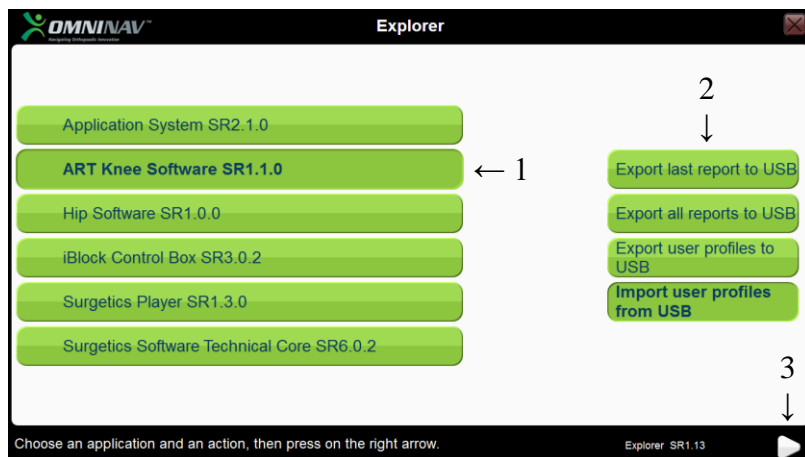 OMNINAV™
Navigating Orthopaedic Innovation
Explorer
2
↓
Application System SR2.1.0
ART Knee Software SR1.1.0
← 1
Export last report to USB
Hip Software SR1.0.0
Export all reports to USB
iBlock Control Box SR3.0.2
Export user profiles to
USB
Surgetics Player SR1.3.0
Import user profiles
from USB
Surgetics Software Technical Core SR6.0.2
3
↓
Choose an application and an action, then press on the right arrow.
Explorer SR1.13